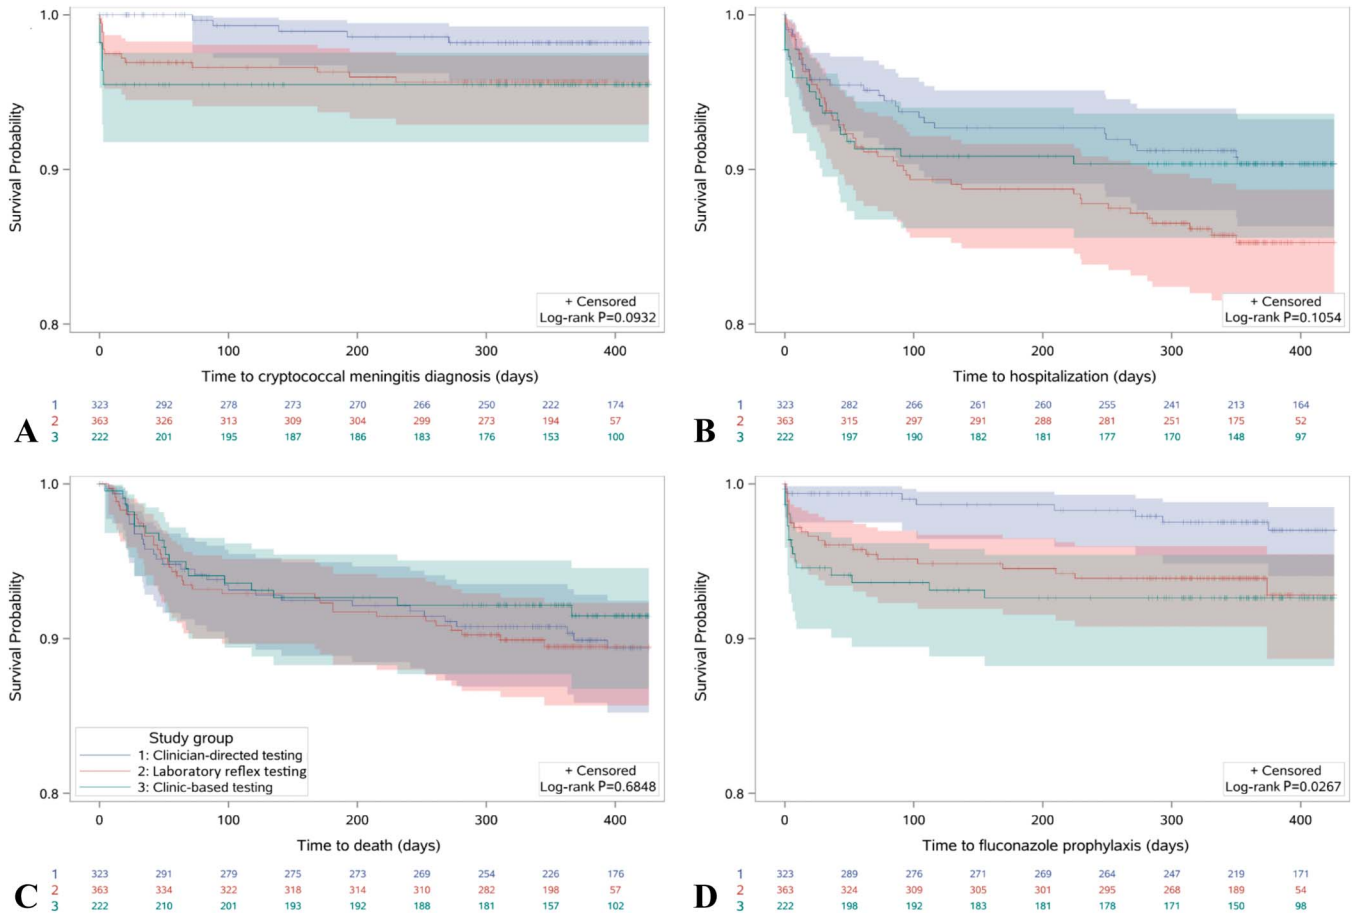 1.0
0.9
0.8
Survival Probability
+ Censored
Log-rank P=0.0932
0 100 200 300 400
Time to cryptococcal meningitis diagnosis (days)
1 323 292 278 273 270 266 250 222 174
2 363 326 313 309 304 299 273 194 57
3 222 201 195 187 186 183 176 153 100
A
1.0
0.9
0.8
Survival Probability
+ Censored
Log-rank P=0.1054
0 100 200 300 400
Time to hospitalization (days)
1 323 282 266 261 260 255 241 213 164
2 363 315 297 291 288 281 251 175 52
3 222 197 190 182 181 177 170 148 97
B
1.0
0.9
0.8
Survival Probability
Study group
1: Clinician-directed testing
2: Laboratory reflex testing
3: Clinic-based testing
+ Censored
Log-rank P=0.6848
0 100 200 300 400
Time to death (days)
1 323 291 279 275 273 269 254 226 176
2 363 334 322 318 314 310 282 198 57
3 222 210 201 193 192 188 181 157 102
C
1.0
0.9
0.8
Survival Probability
+ Censored
Log-rank P=0.0267
0 100 200 300 400
Time to fluconazole prophylaxis (days)
1 323 289 276 271 269 264 247 219 171
2 363 324 309 305 301 295 268 189 54
3 222 198 192 183 181 178 171 150 98
D